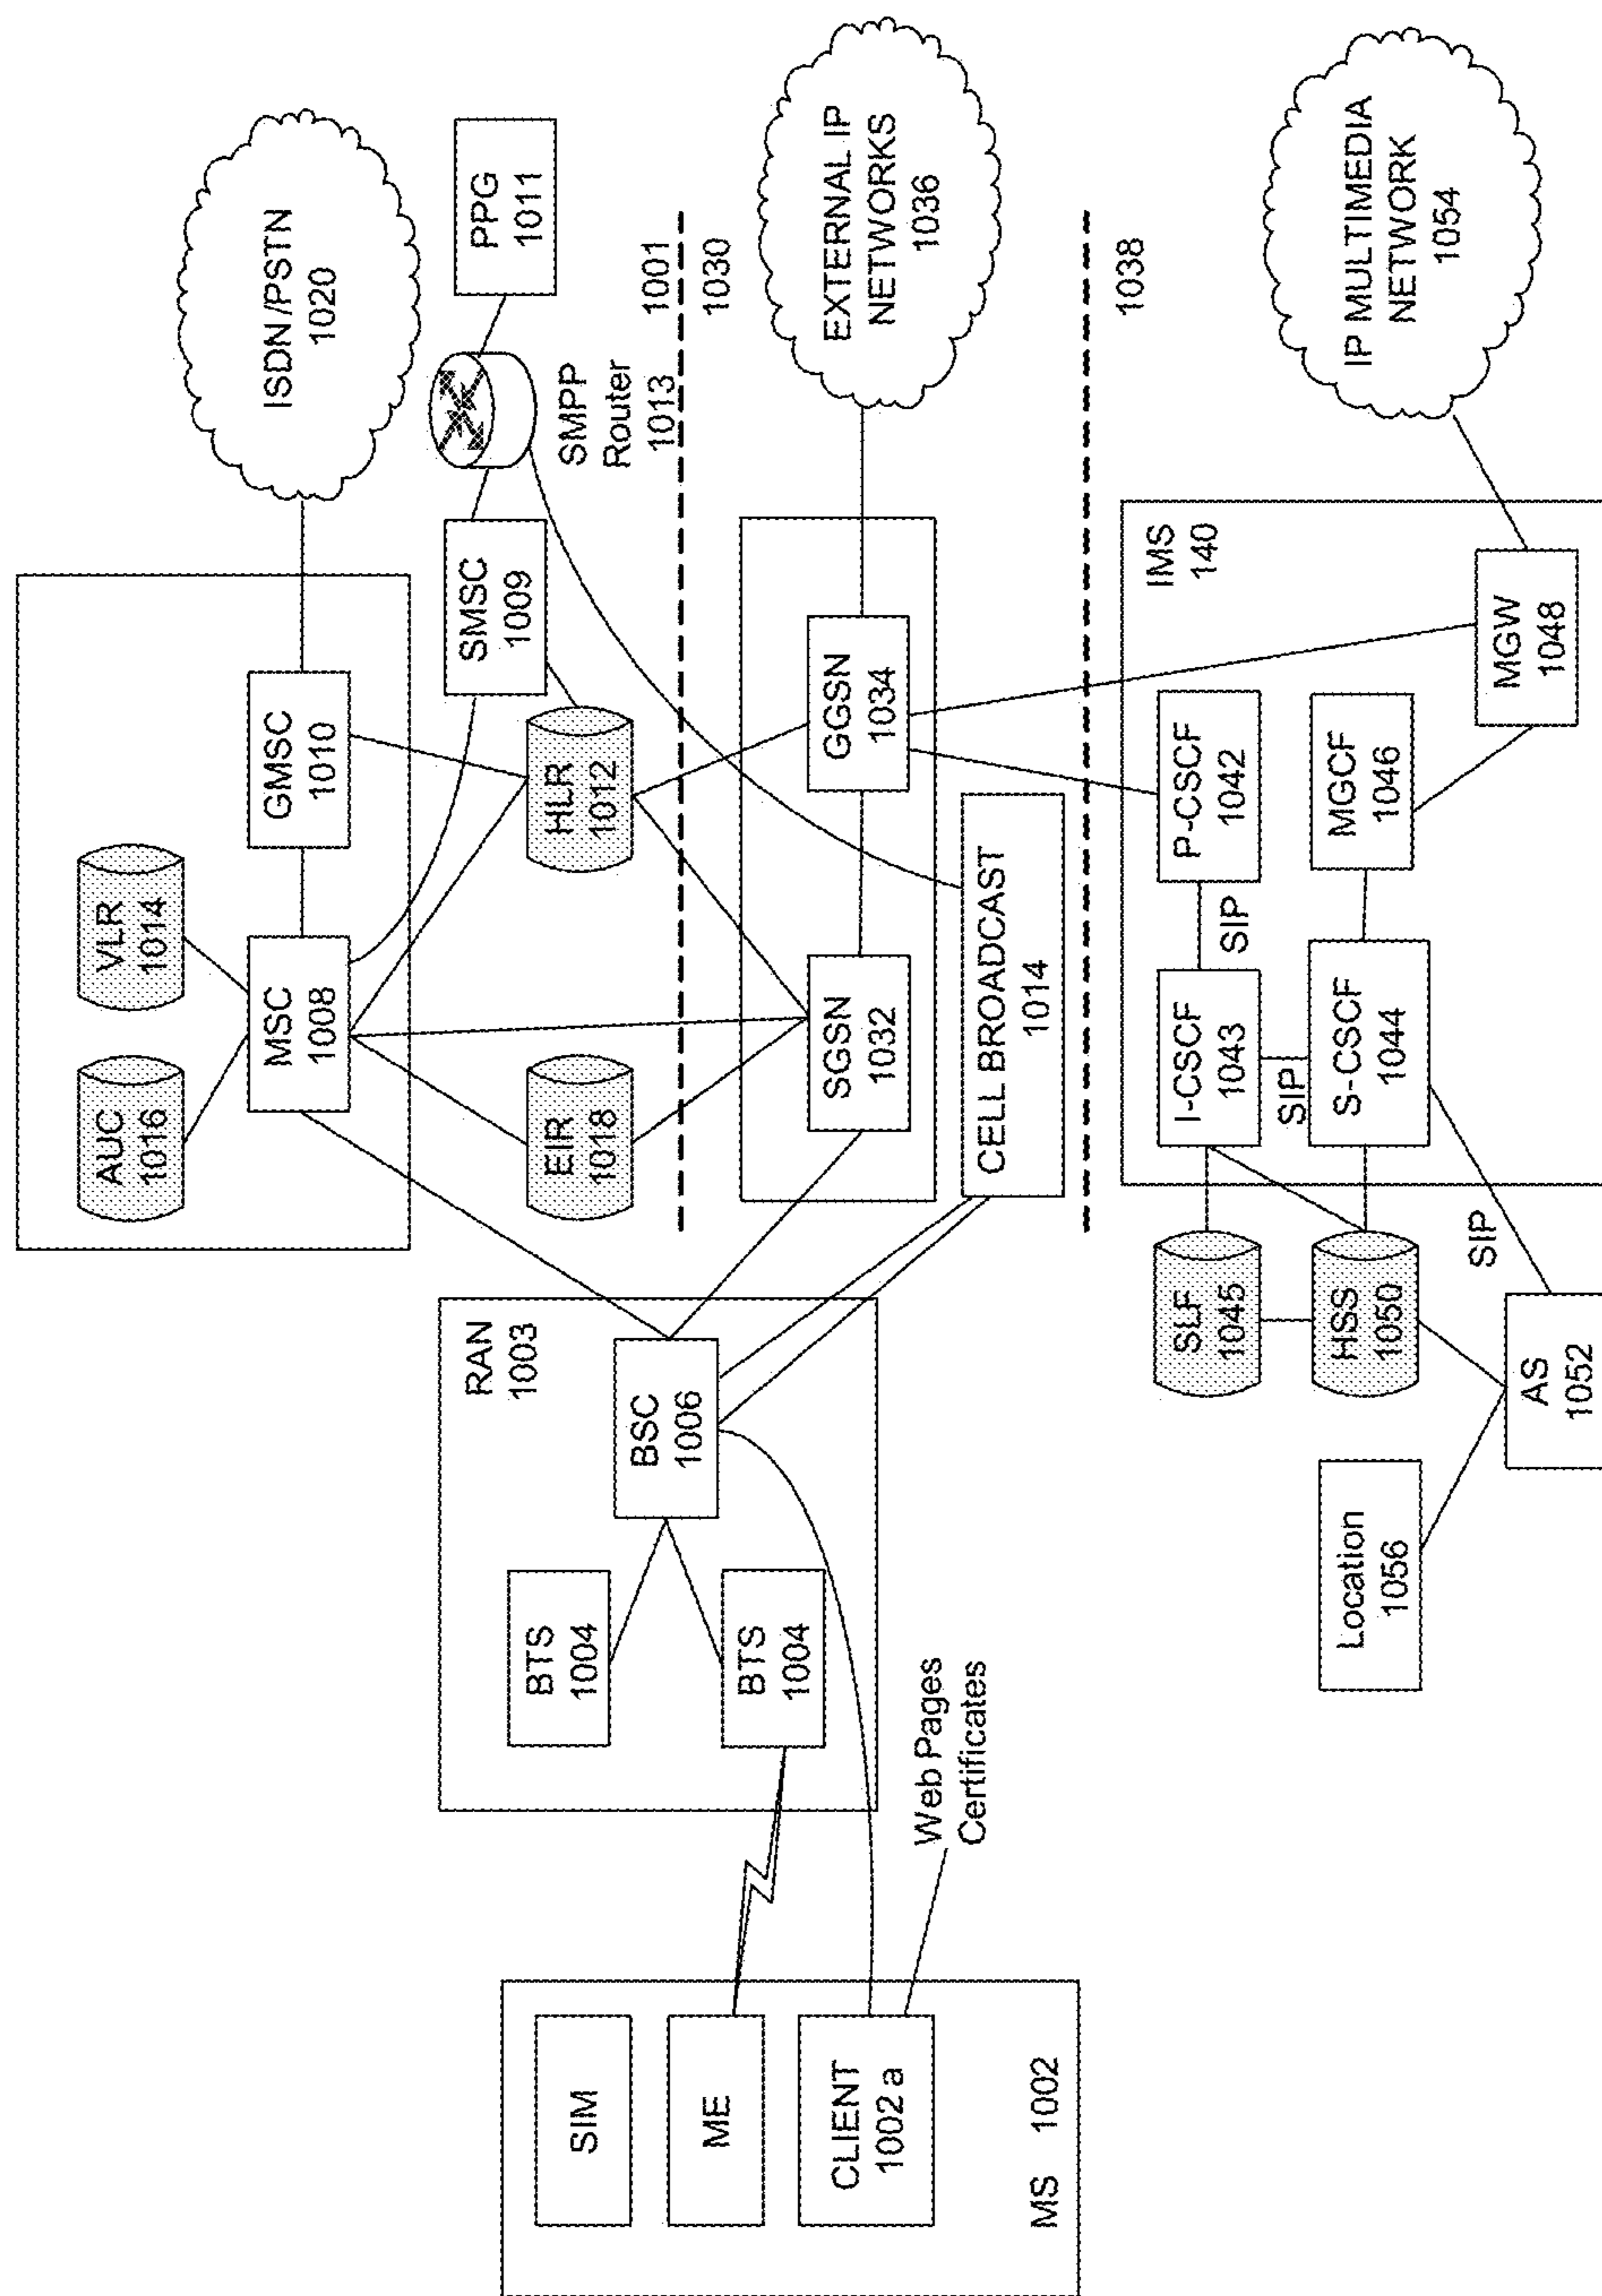 SIM
ME
CLIENT
1002a
MS 1002
Web Pages
Certificates
RAN
1003
BTS
1004
BTS
1004
BSC
1006
AUC
1016
VLR
1014
MSC
1008
GMSC
1010
ISDN/PSTN
1020
EIR
1018
HLR
1012
SMSC
1009
SMPP
Router
1013
PPG
1011
1001
1030
SGSN
1032
GGSN
1034
EXTERNAL IP
NETWORKS
1036
CELL BROADCAST
1014
1038
IMS
140
SLF
1045
HSS
1050
I-CSCF
1043
SIP
P-CSCF
1042
SIP
S-CSCF
1044
MGCF
1046
MGW
1048
IP MULTIMEDIA
NETWORK
1054
SIP
AS
1052
Location
1056